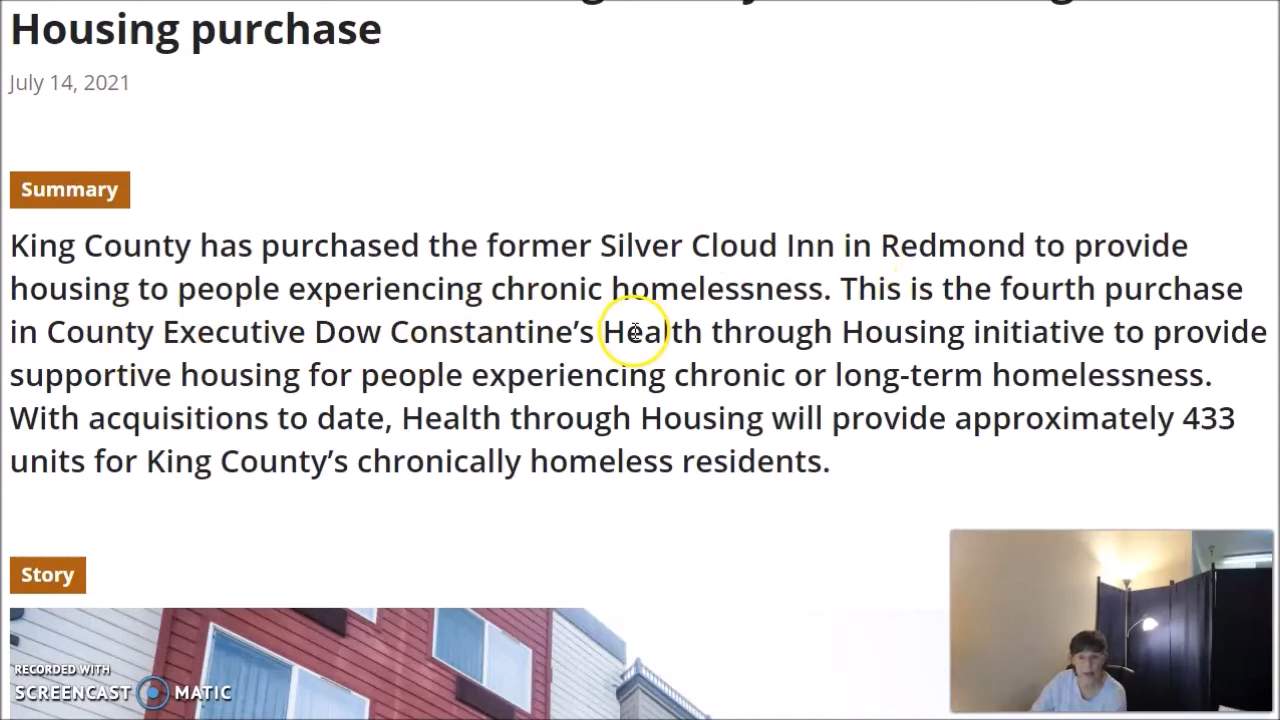 Housing purchase
July 14, 2021
Summary
King County has purchased the former Silver Cloud Inn in Redmond to provide
housing to people experiencing chronic homelessness. This is the fourth purchase
in County Executive Dow Constantine’s Health through Housing initiative to provide
supportive housing for people experiencing chronic or long-term homelessness.
With acquisitions to date, Health through Housing will provide approximately 433
units for King County’s chronically homeless residents.
Story
RECORDED WITH
SCREENCAST MATIC